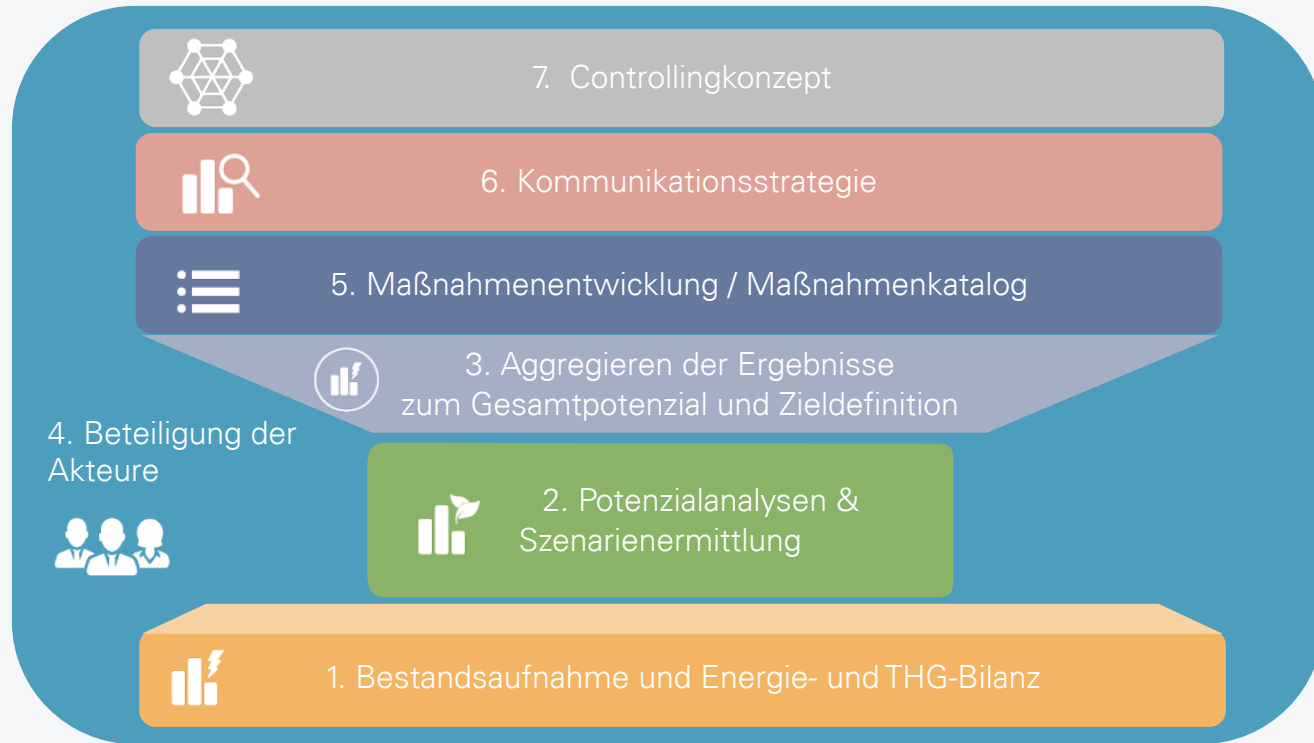 7. Controllingkonzept
6. Kommunikationsstrategie
5. Maßnahmenentwicklung / Maßnahmenkatalog
3. Aggregieren der Ergebnisse
zum Gesamtpotenzial und Zieldefinition
4. Beteiligung der
Akteure
2. Potenzialanalysen &
Szenarienermittlung
1. Bestandsaufnahme und Energie- und THG-Bilanz